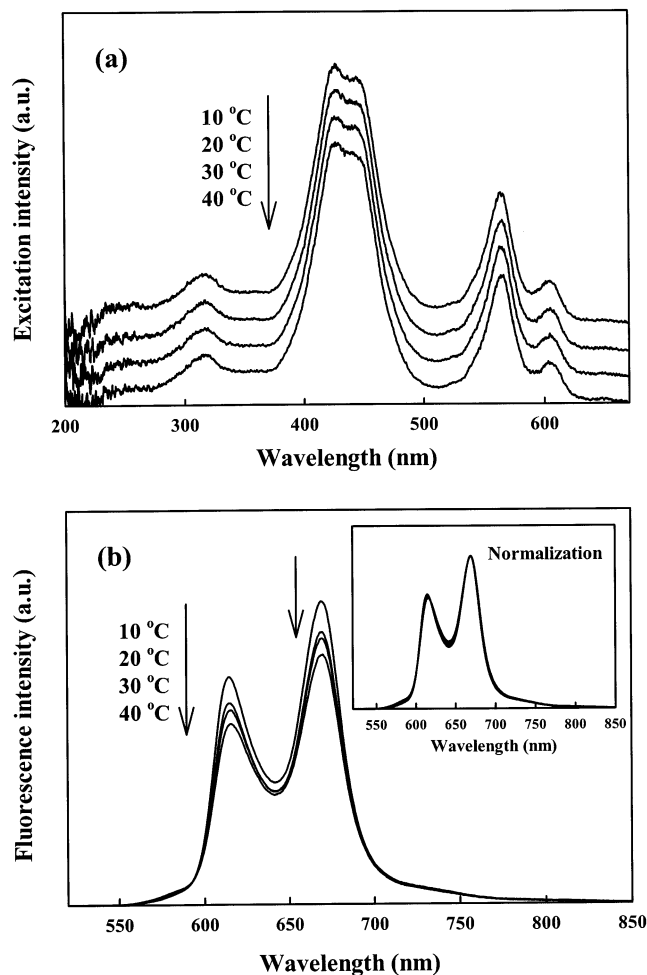 (a)
Excitation intensity (a.u.)
10 °C
20 °C
30 °C
40 °C
200 300 400 500 600
Wavelength (nm)
(b)
Fluorescence intensity (a.u.)
10 °C
20 °C
30 °C
40 °C
Normalization
550 600 650 700 750 800 850
Wavelength (nm)
550 600 650 700 750 800 850
Wavelength (nm)